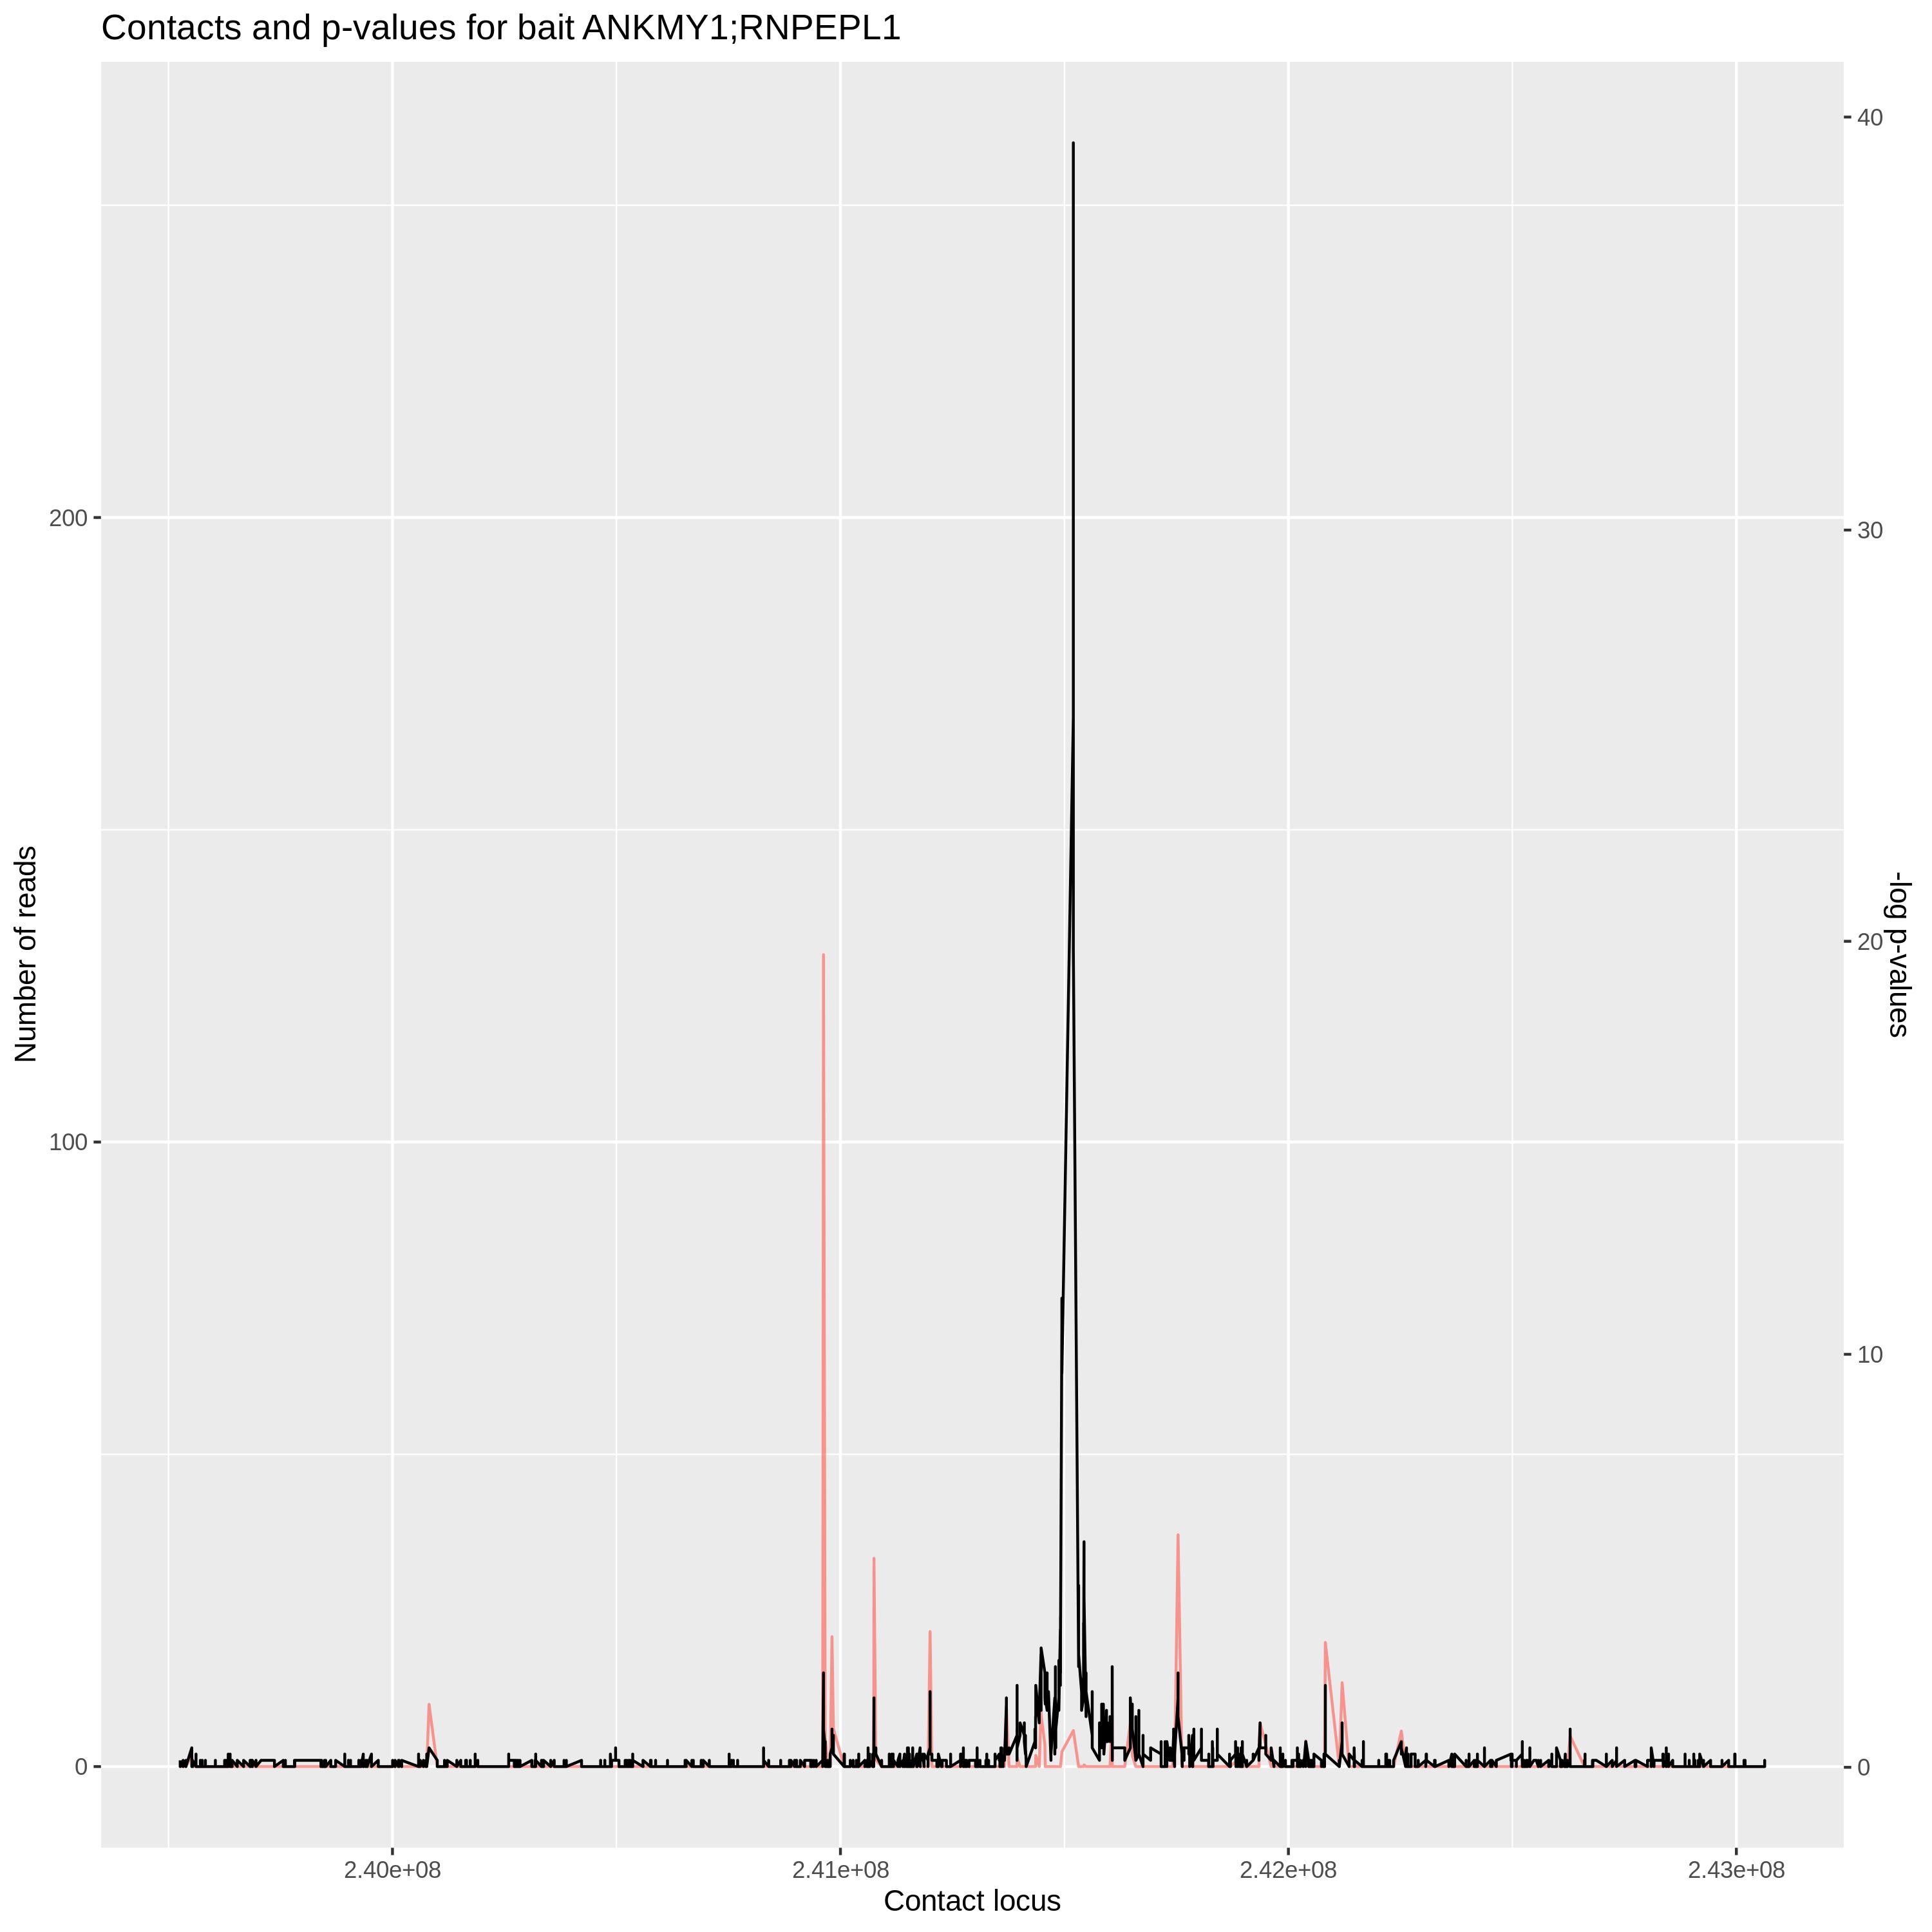 Contacts and p-values for bait ANKMY1;RNPEPL1
Number of reads
200
100
0
40
30
20
10
0
-log p-values
2.40e+08
2.41e+08
2.42e+08
2.43e+08
Contact locus